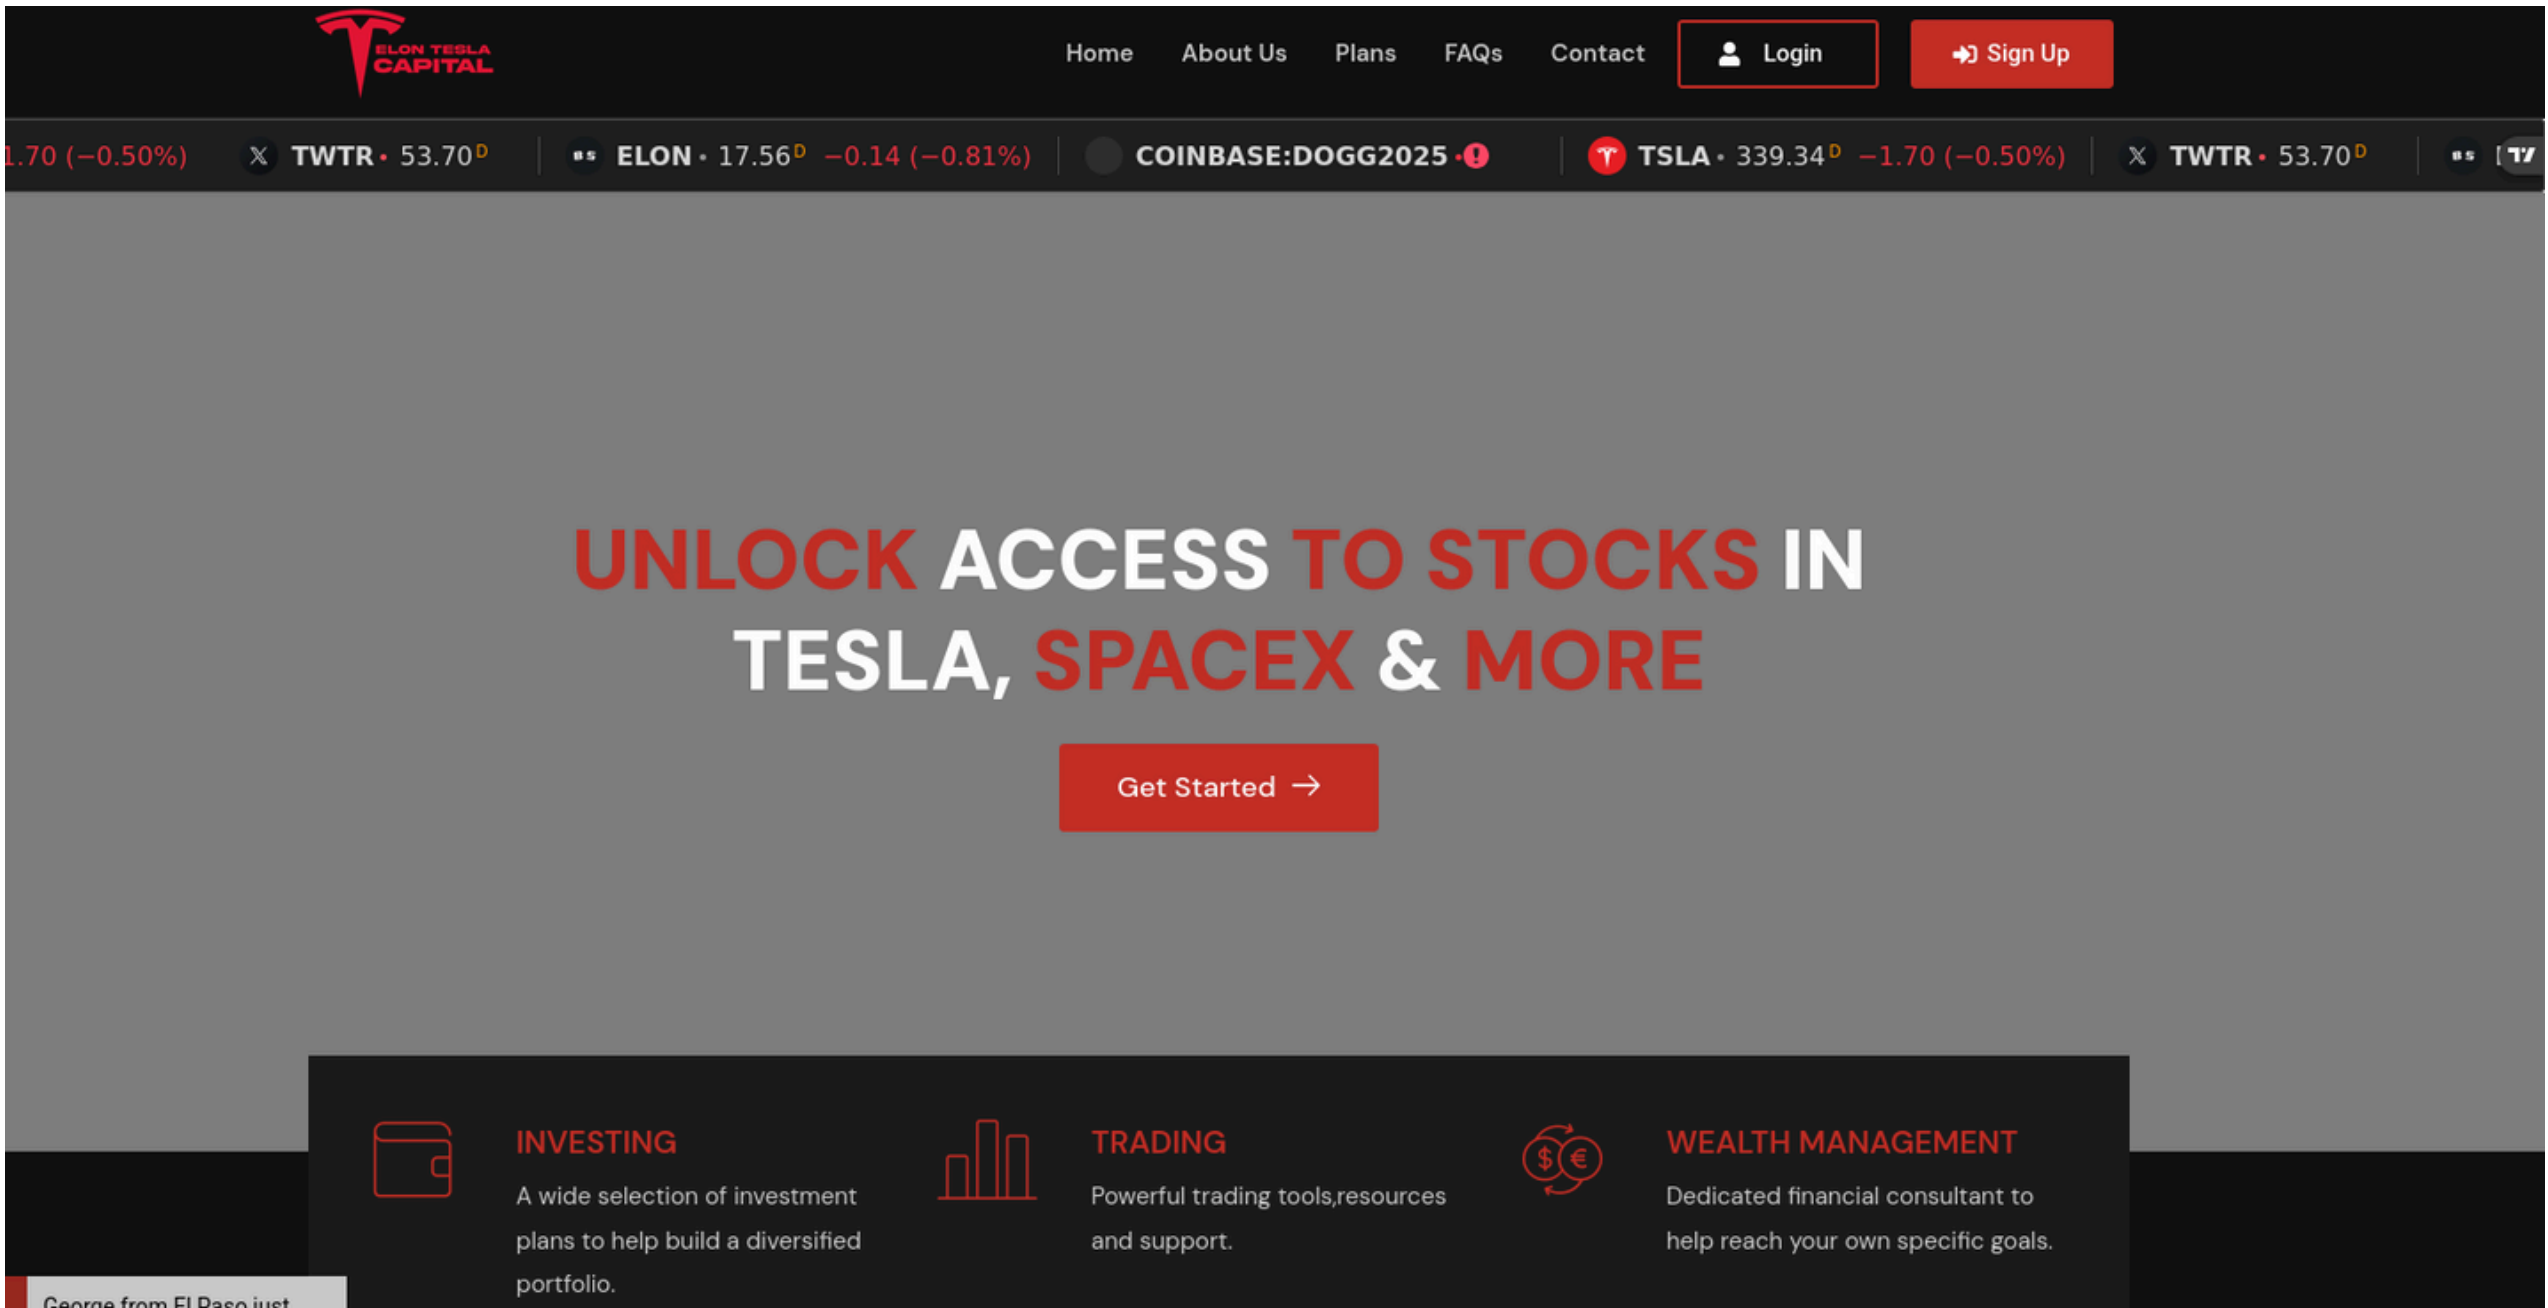 ELON TESLA
CAPITAL
Home About Us Plans FAQs Contact Login Sign Up
1.70 (−0.50%) TWTR 53.70 D ELON 17.56 D −0.14 (−0.81%) COINBASE:DOGG2025 TSLA 339.34 D −1.70 (−0.50%) TWTR 53.70 D
UNLOCK ACCESS TO STOCKS IN
TESLA, SPACEX & MORE
Get Started →
INVESTING
A wide selection of investment
plans to help build a diversified
portfolio.
TRADING
Powerful trading tools,resources
and support.
WEALTH MANAGEMENT
Dedicated financial consultant to
help reach your own specific goals.
George from El Paso just